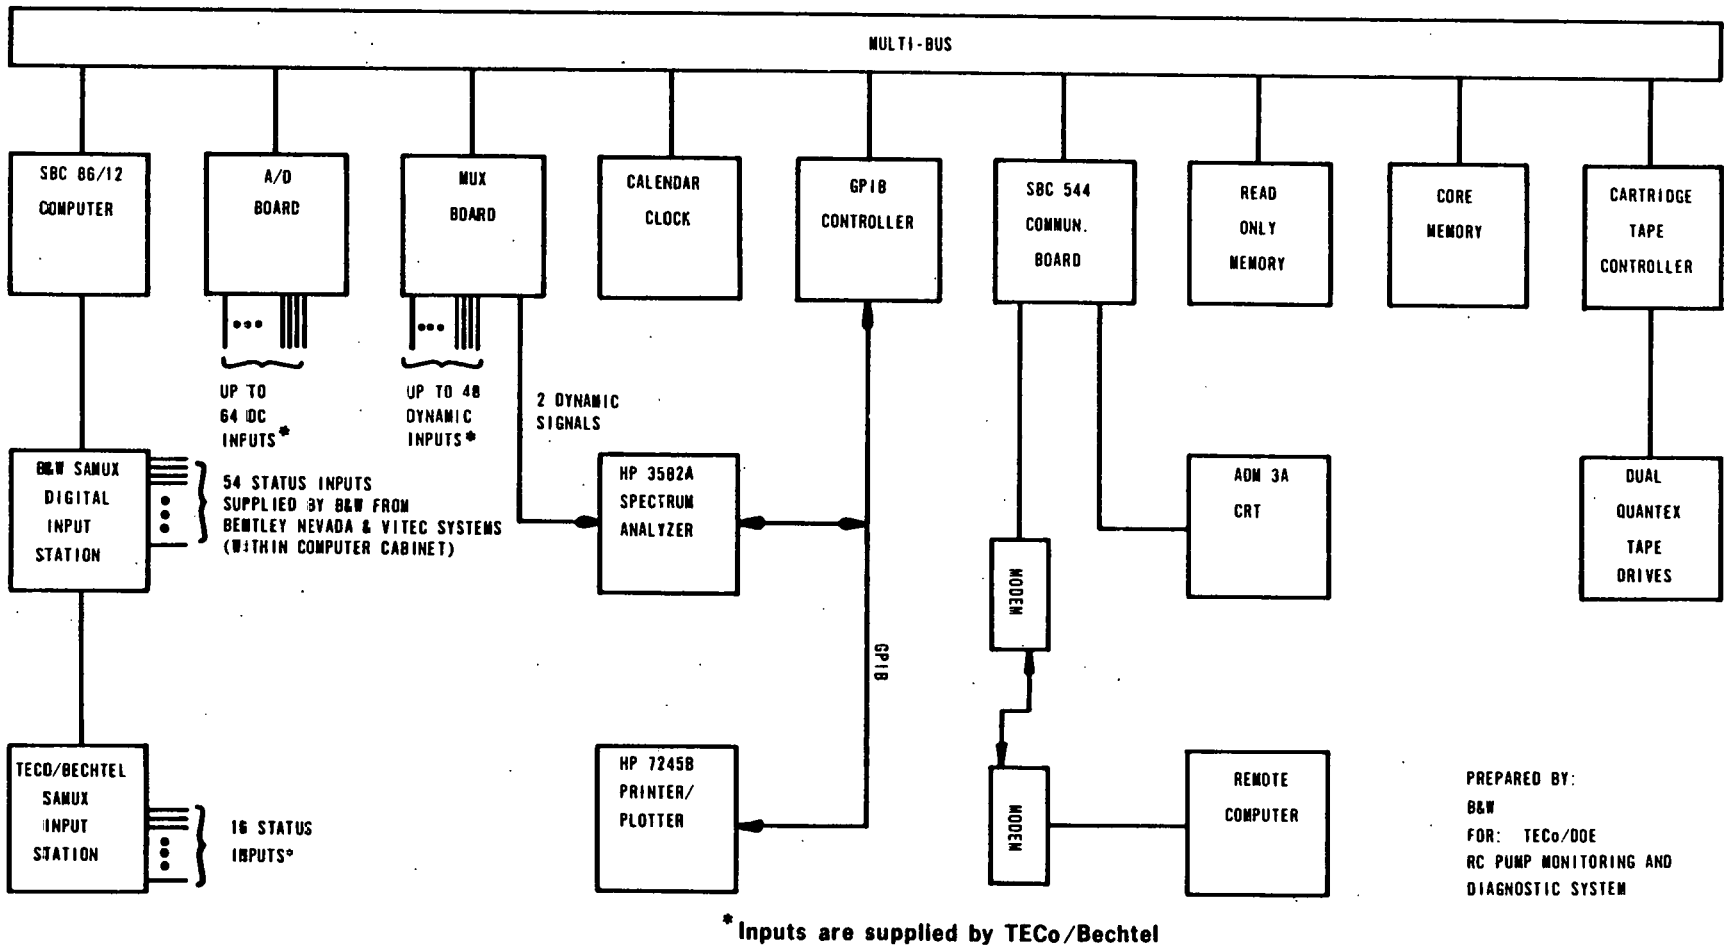 MULTI-BUS
SBC 86/12
COMPUTER
A/D
BOARD
MUX
BOARD
CALENDAR
CLOCK
GPIB
CONTROLLER
SBC 544
COMMUN.
BOARD
READ
ONLY
MEMORY
CORE
MEMORY
CARTRIDGE
TAPE
CONTROLLER
UP TO
64 DC
INPUTS*
UP TO 48
DYNAMIC
INPUTS*
2 DYNAMIC
SIGNALS
B&W SAMUX
DIGITAL
INPUT
STATION
54 STATUS INPUTS
SUPPLIED BY B&W FROM
BENTLEY NEVADA & VITEC SYSTEMS
(WITHIN COMPUTER CABINET)
HP 3582A
SPECTRUM
ANALYZER
ADM 3A
CRT
DUAL
QUANTEX
TAPE
DRIVES
MODEM
GPIB
TECO/BECHTEL
SAMUX
INPUT
STATION
16 STATUS
INPUTS*
HP 7245B
PRINTER/
PLOTTER
MODEM
REMOTE
COMPUTER
PREPARED BY:
B&W
FOR: TECo/DOE
RC PUMP MONITORING AND
DIAGNOSTIC SYSTEM
*Inputs are supplied by TECo/Bechtel